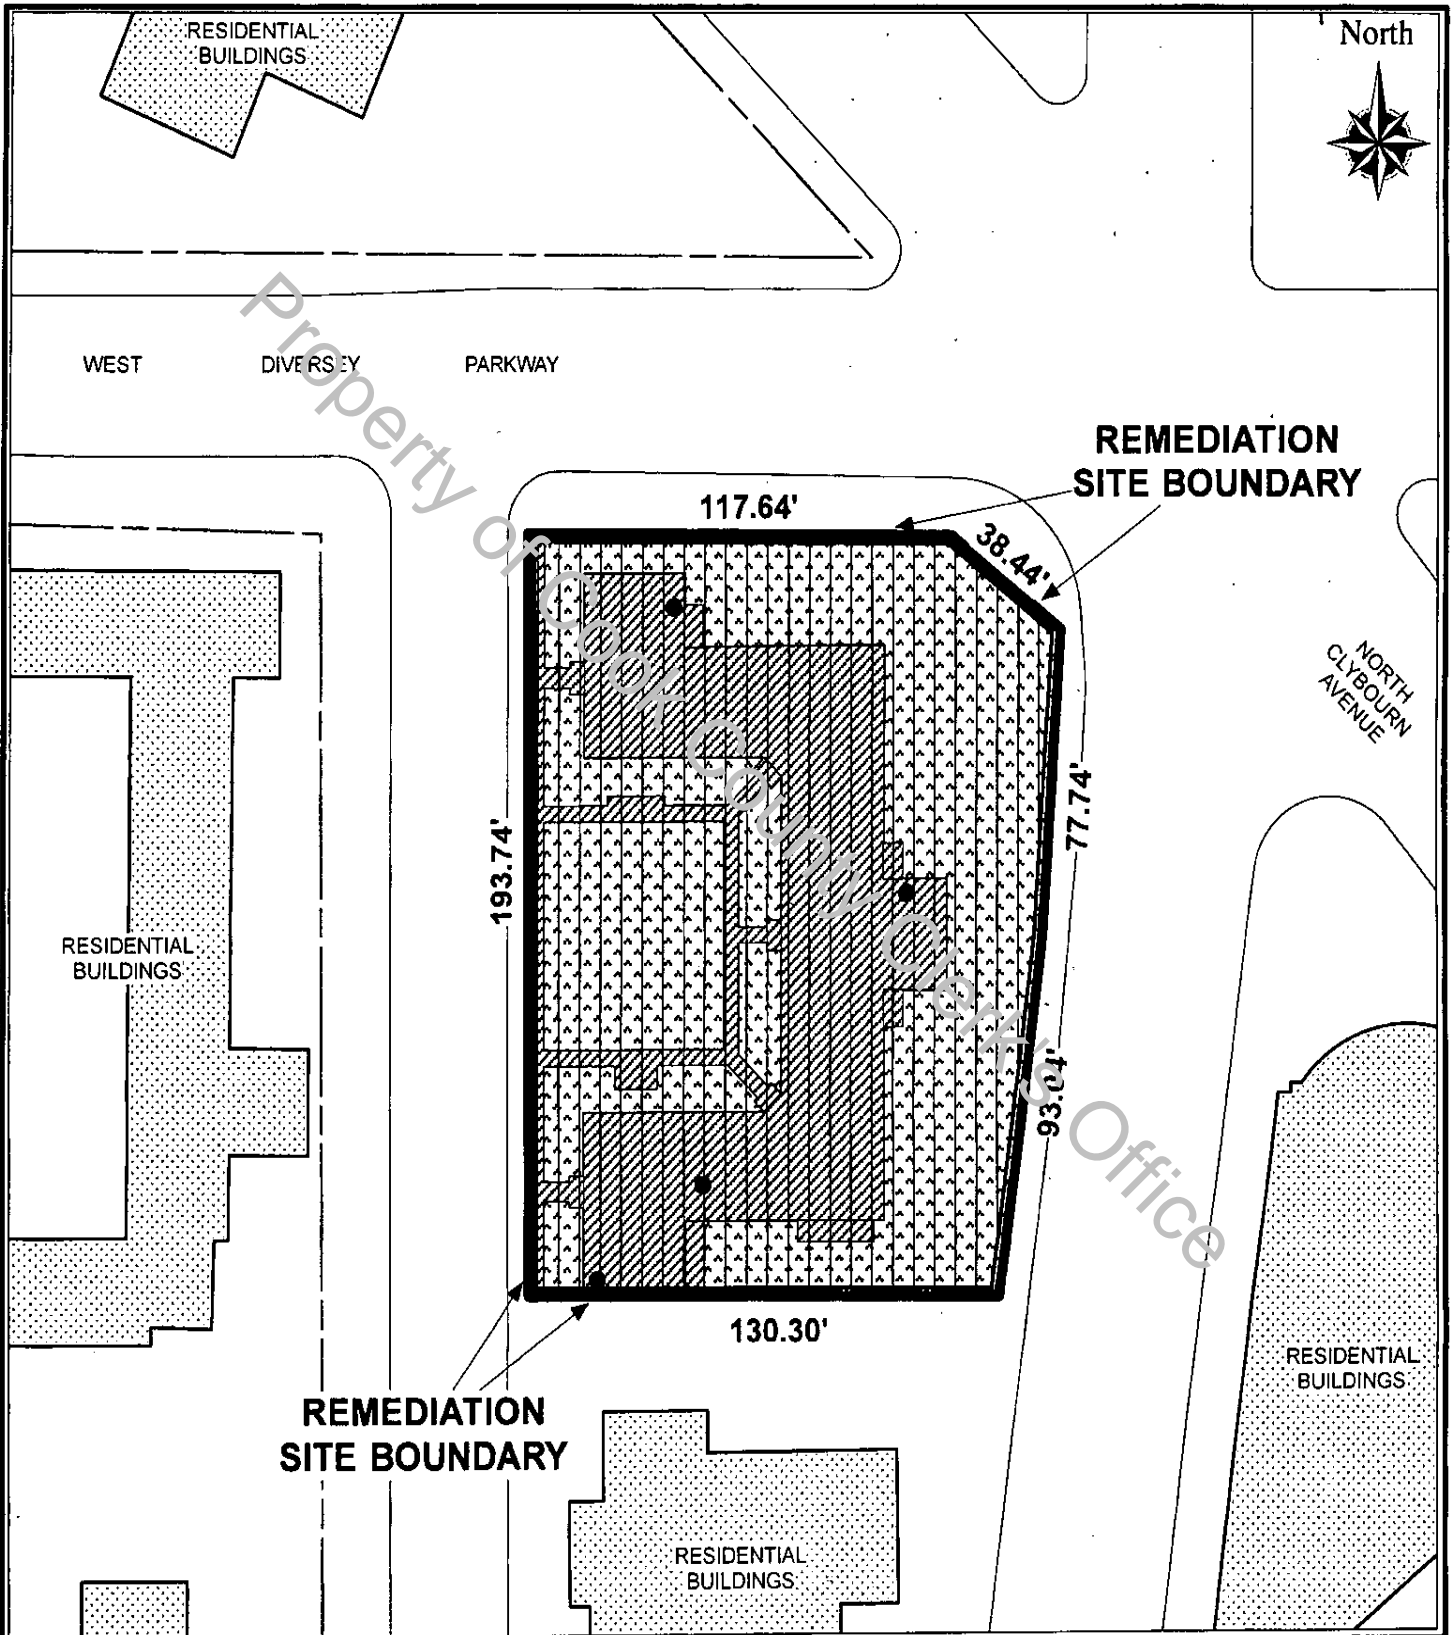 RESIDENTIAL
BUILDINGS
North
WEST DIVERSEY PARKWAY
REMEDIATION
SITE BOUNDARY
117.64'
38.44'
NORTH
CLYBOURN
AVENUE
77.74'
193.74'
RESIDENTIAL
BUILDINGS
93.04'
130.30'
RESIDENTIAL
BUILDINGS
REMEDIATION
SITE BOUNDARY
RESIDENTIAL
BUILDINGS
Property of Cook County Clerk's Office